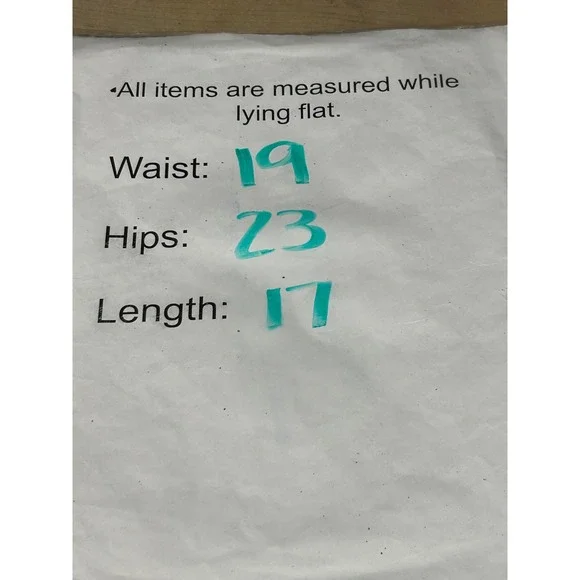 •All items are measured while
lying flat.
Waist: 19
Hips: 23
Length: 17